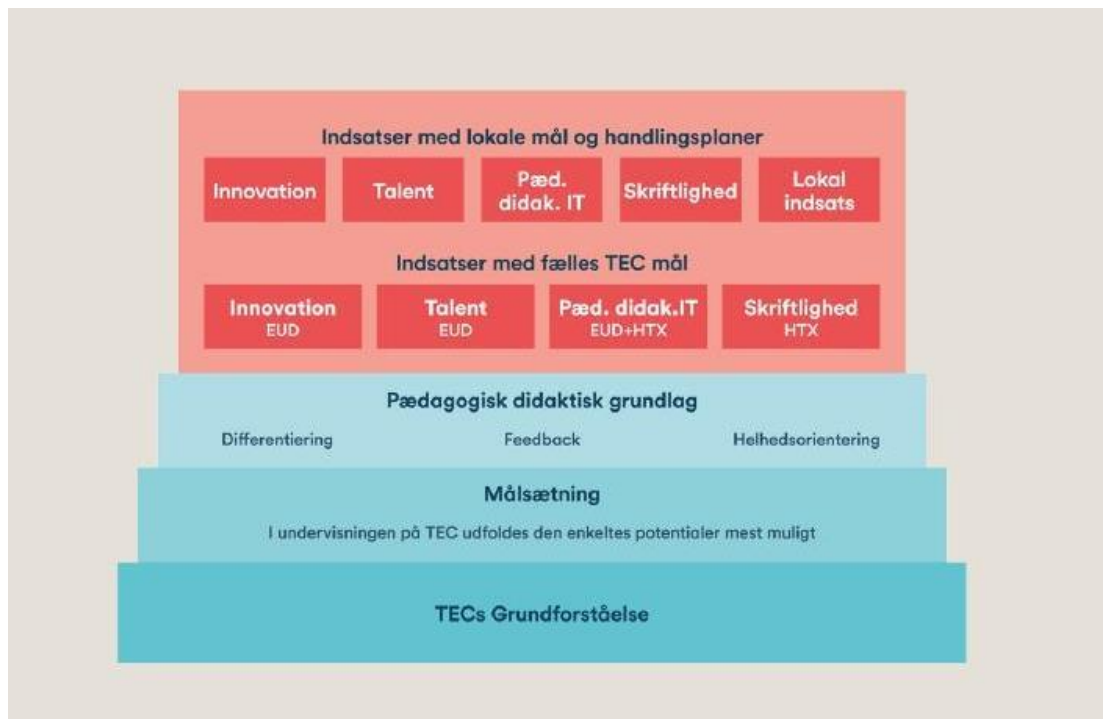 Indsatser med lokale mål og handlingsplaner
Innovation
Talent
Pæd.
didak. IT
Skriftlighed
Lokal
indsats
Indsatser med fælles TEC mål
Innovation
EUD
Talent
EUD
Pæd. didak.IT
EUD+HTX
Skriftlighed
HTX
Pædagogisk didaktisk grundlag
Differentiering
Feedback
Helhedsorientering
Målsætning
I undervisningen på TEC udfoldes den enkeltes potentialer mest muligt
TECs Grundforståelse